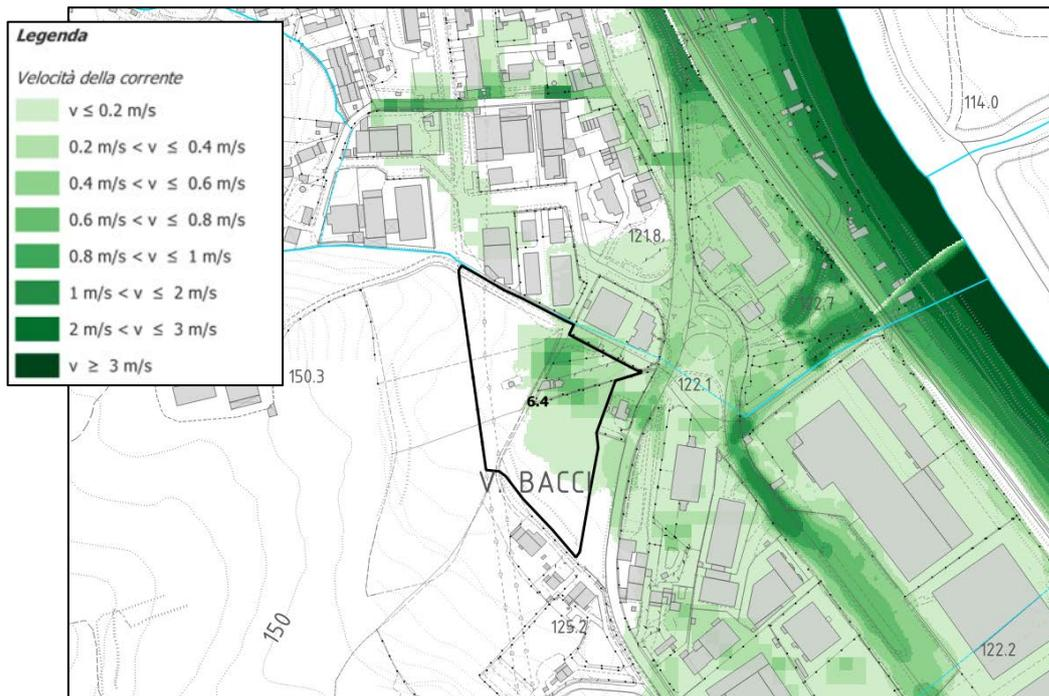 Legenda
Velocità della corrente
v ≤ 0.2 m/s
0.2 m/s < v ≤ 0.4 m/s
0.4 m/s < v ≤ 0.6 m/s
0.6 m/s < v ≤ 0.8 m/s
0.8 m/s < v ≤ 1 m/s
1 m/s < v ≤ 2 m/s
2 m/s < v ≤ 3 m/s
v ≥ 3 m/s
114.0
121.8
122.7
150.3
122.1
6.4
V. BACCI
150
125.2
122.2